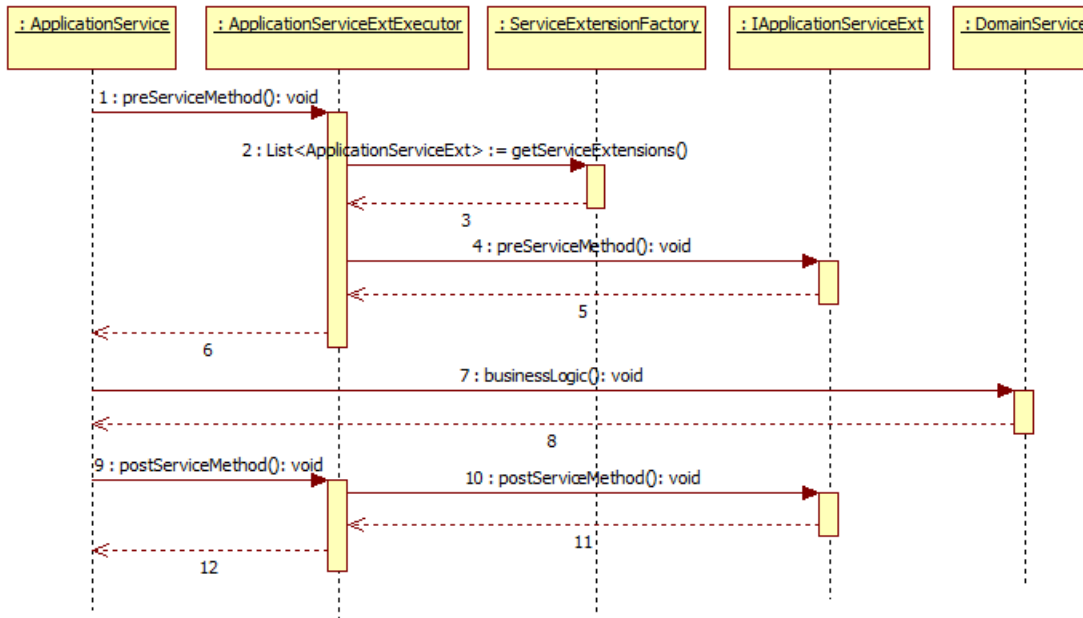 : ApplicationService
: ApplicationServiceExtExecutor
: ServiceExtensionFactory
: IApplicationServiceExt
: DomainService
1 : preServiceMethod(): void
2 : List<ApplicationServiceExt> := getServiceExtensions()
3
4 : preServiceMethod(): void
5
6
7 : businessLogic(): void
8
9 : postServiceMethod(): void
10 : postServiceMethod(): void
11
12